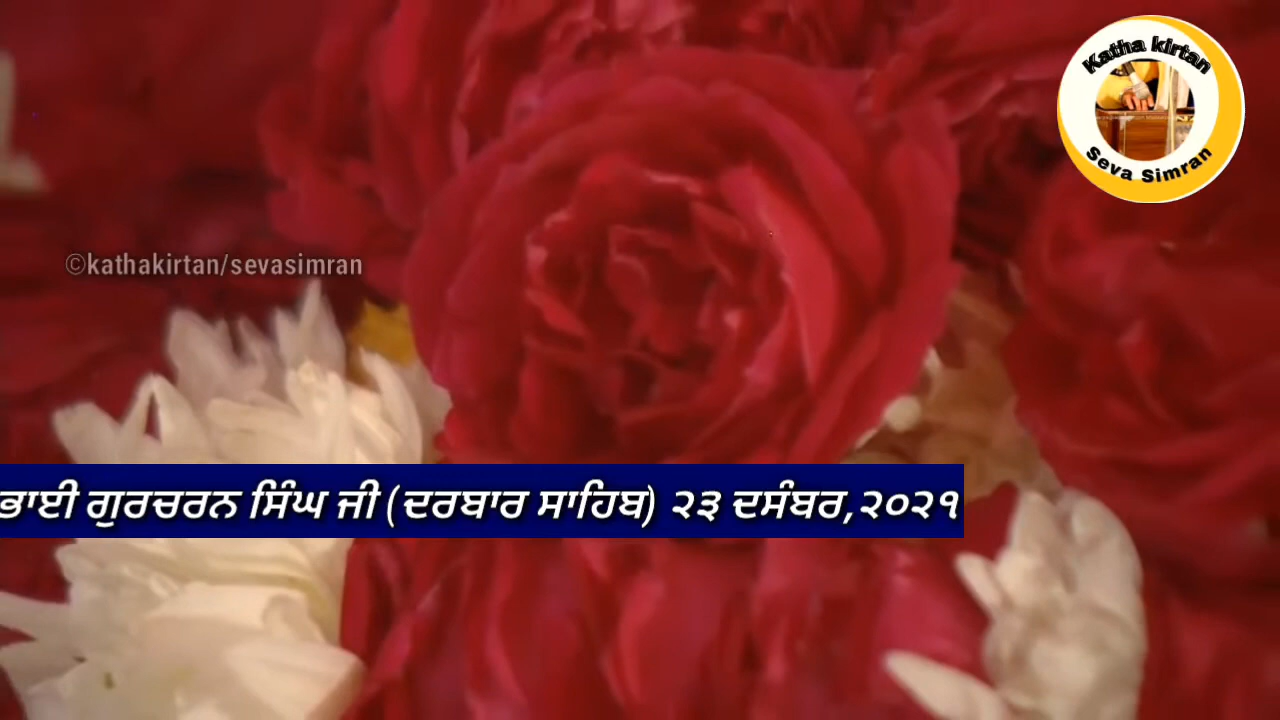 Katha kirtan
Seva Simran
©kathakirtan/sevasimran
ਭਾਈ ਗੁਰਚਰਨ ਸਿੰਘ ਜੀ (ਦਰਬਾਰ ਸਾਹਿਬ) ੨੩ ਦਸੰਬਰ,੨੦੨੧